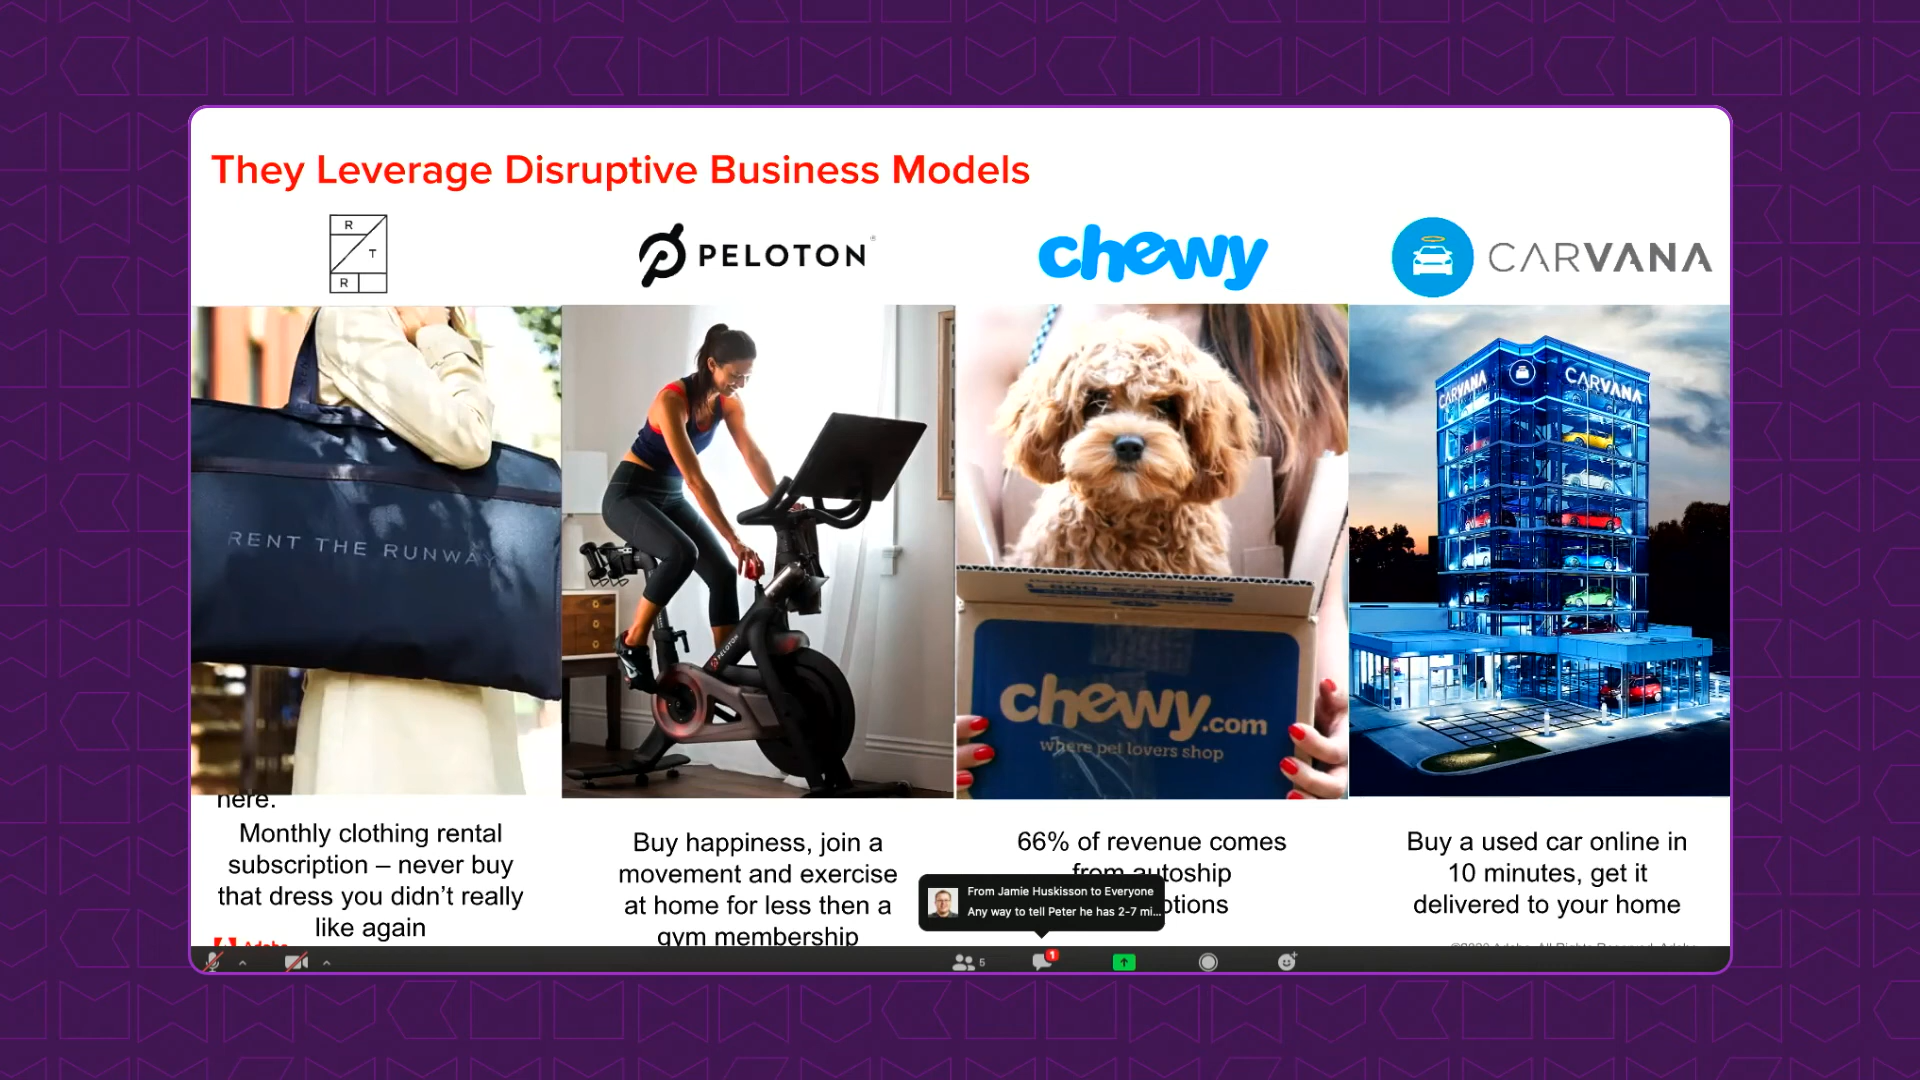 They Leverage Disruptive Business Models
R
T
R
PELOTON
chewy
CARVANA
RENT THE RUNWAY
PELOTON
chewy.com
where pet lovers shop
CARVANA
CARVANA
here.
Monthly clothing rental
subscription – never buy
that dress you didn't really
like again
Buy happiness, join a
movement and exercise
at home for less then a
gym membership
66% of revenue comes
from autoship
Buy a used car online in
10 minutes, get it
delivered to your home
From Jamie Huskisson to Everyone
Any way to tell Peter he has 2-7 mi...
Adobe
5
1